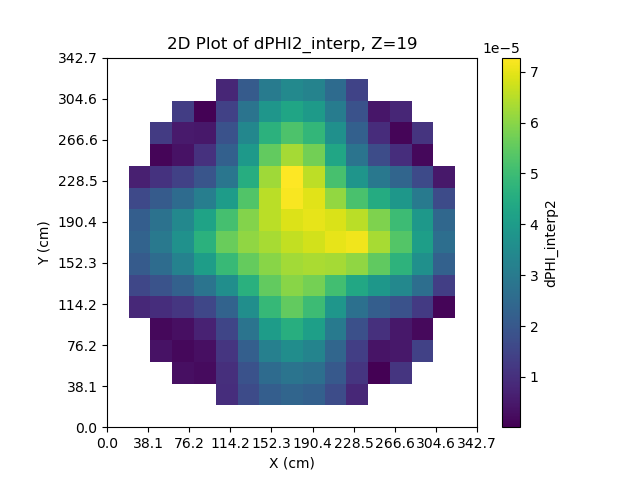 2D Plot of dPHI2_interp, Z=19
1e−5
342.7
304.6
266.6
228.5
190.4
152.3
114.2
76.2
38.1
0.0
Y (cm)
0.0 38.1 76.2 114.2 152.3 190.4 228.5 266.6 304.6 342.7
X (cm)
7
6
5
4
3
2
1
dPHI_interp2